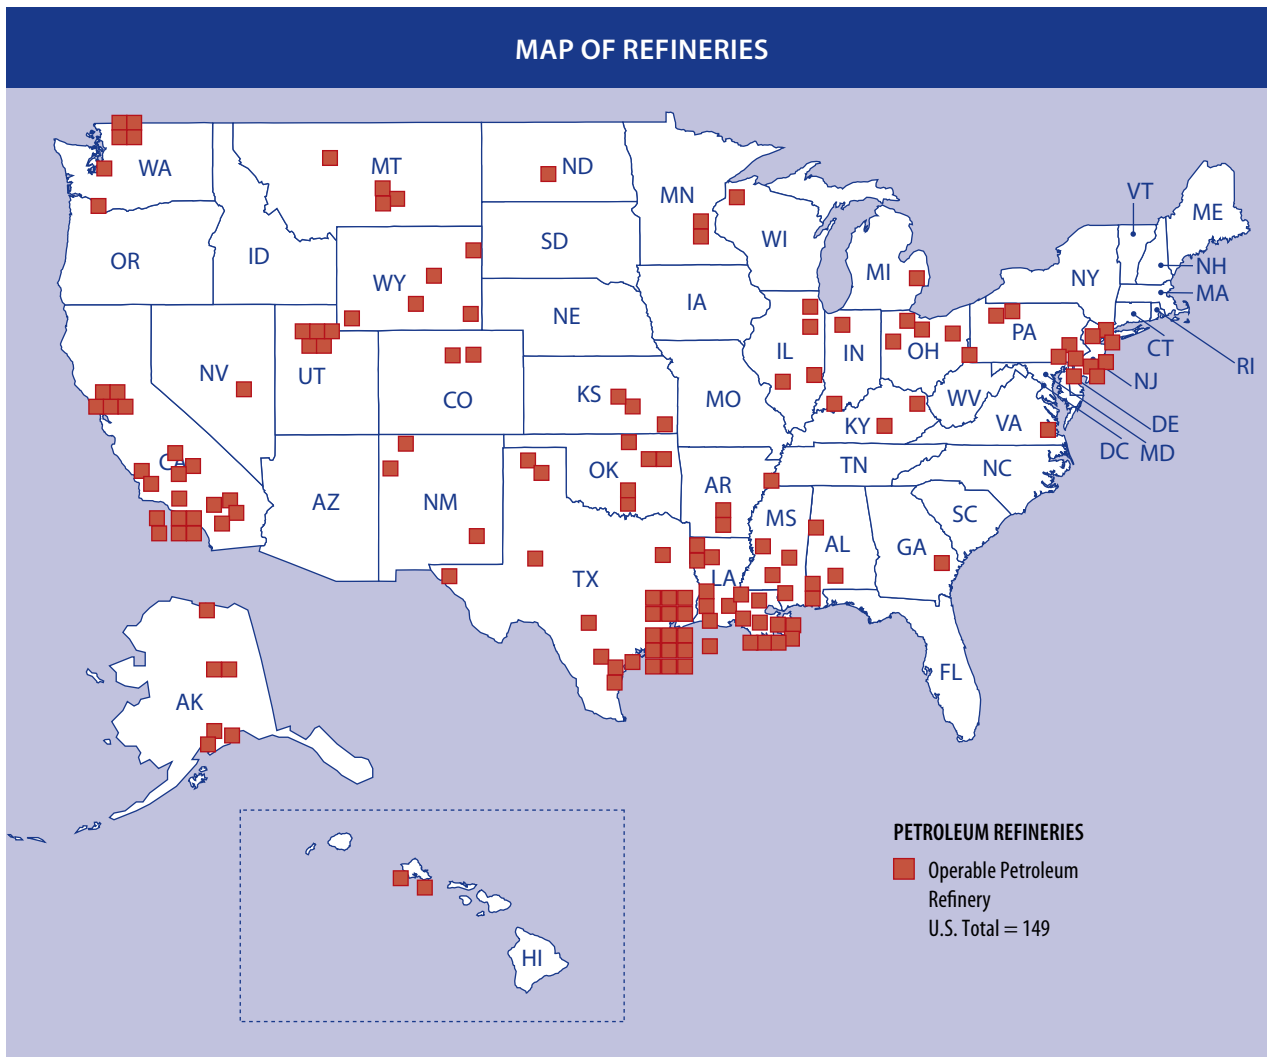 MAP OF REFINERIES
WA
MT
ND
MN
VT
ME
OR
ID
SD
WI
MI
NY
NH
MA
WY
IA
NE
PA
CT
RI
NV
UT
IL
IN
OH
NJ
CO
KS
MO
WV
VA
DE
KY
DC
MD
CA
OK
TN
NC
AZ
NM
AR
SC
MS
AL
GA
TX
LA
FL
AK
HI
PETROLEUM REFINERIES
Operable Petroleum
Refinery
U.S. Total = 149